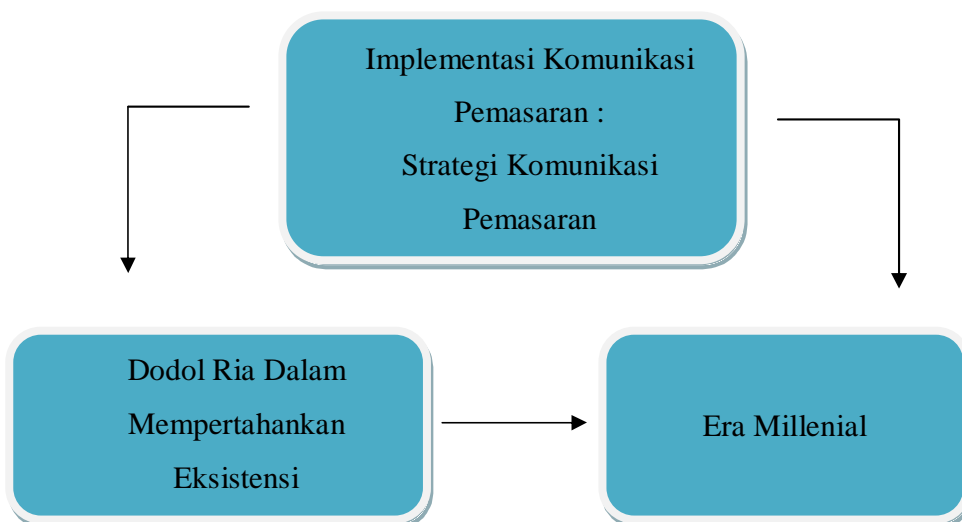 Implementasi Komunikasi
Pemasaran :
Strategi Komunikasi
Pemasaran
Dodol Ria Dalam
Mempertahankan
Eksistensi
Era Millenial